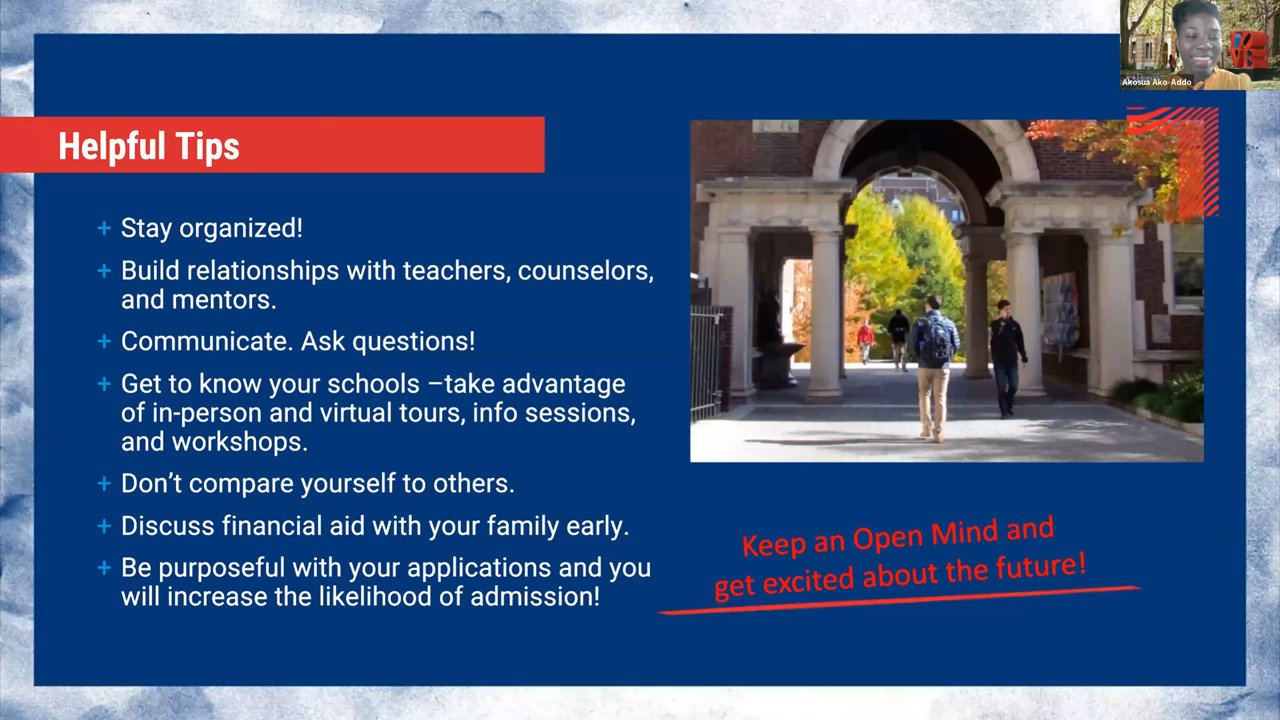 Akosua Ako-Addo
Helpful Tips
+ Stay organized!
+ Build relationships with teachers, counselors,
and mentors.
+ Communicate. Ask questions!
+ Get to know your schools –take advantage
of in-person and virtual tours, info sessions,
and workshops.
+ Don’t compare yourself to others.
+ Discuss financial aid with your family early.
+ Be purposeful with your applications and you
will increase the likelihood of admission!
Keep an Open Mind and
get excited about the future!